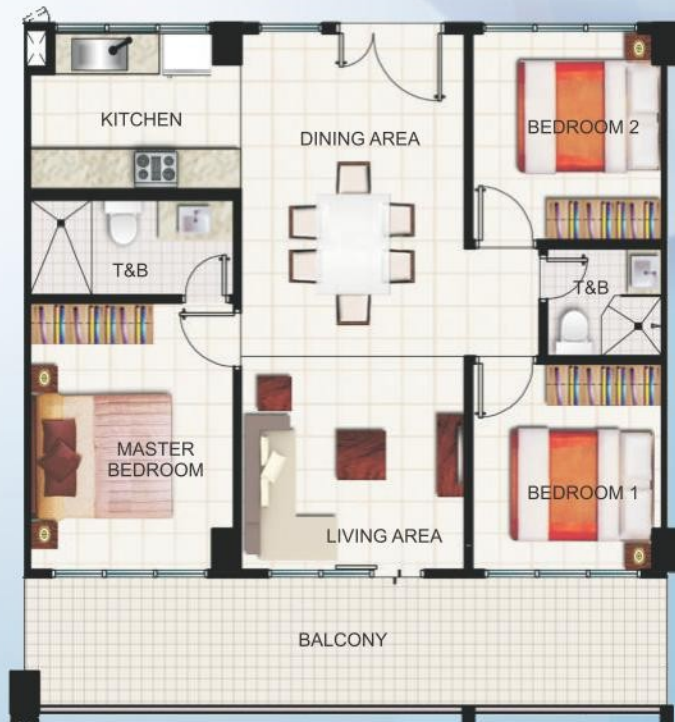 KITCHEN
DINING AREA
BEDROOM 2
T&B
T&B
MASTER
BEDROOM
BEDROOM 1
LIVING AREA
BALCONY